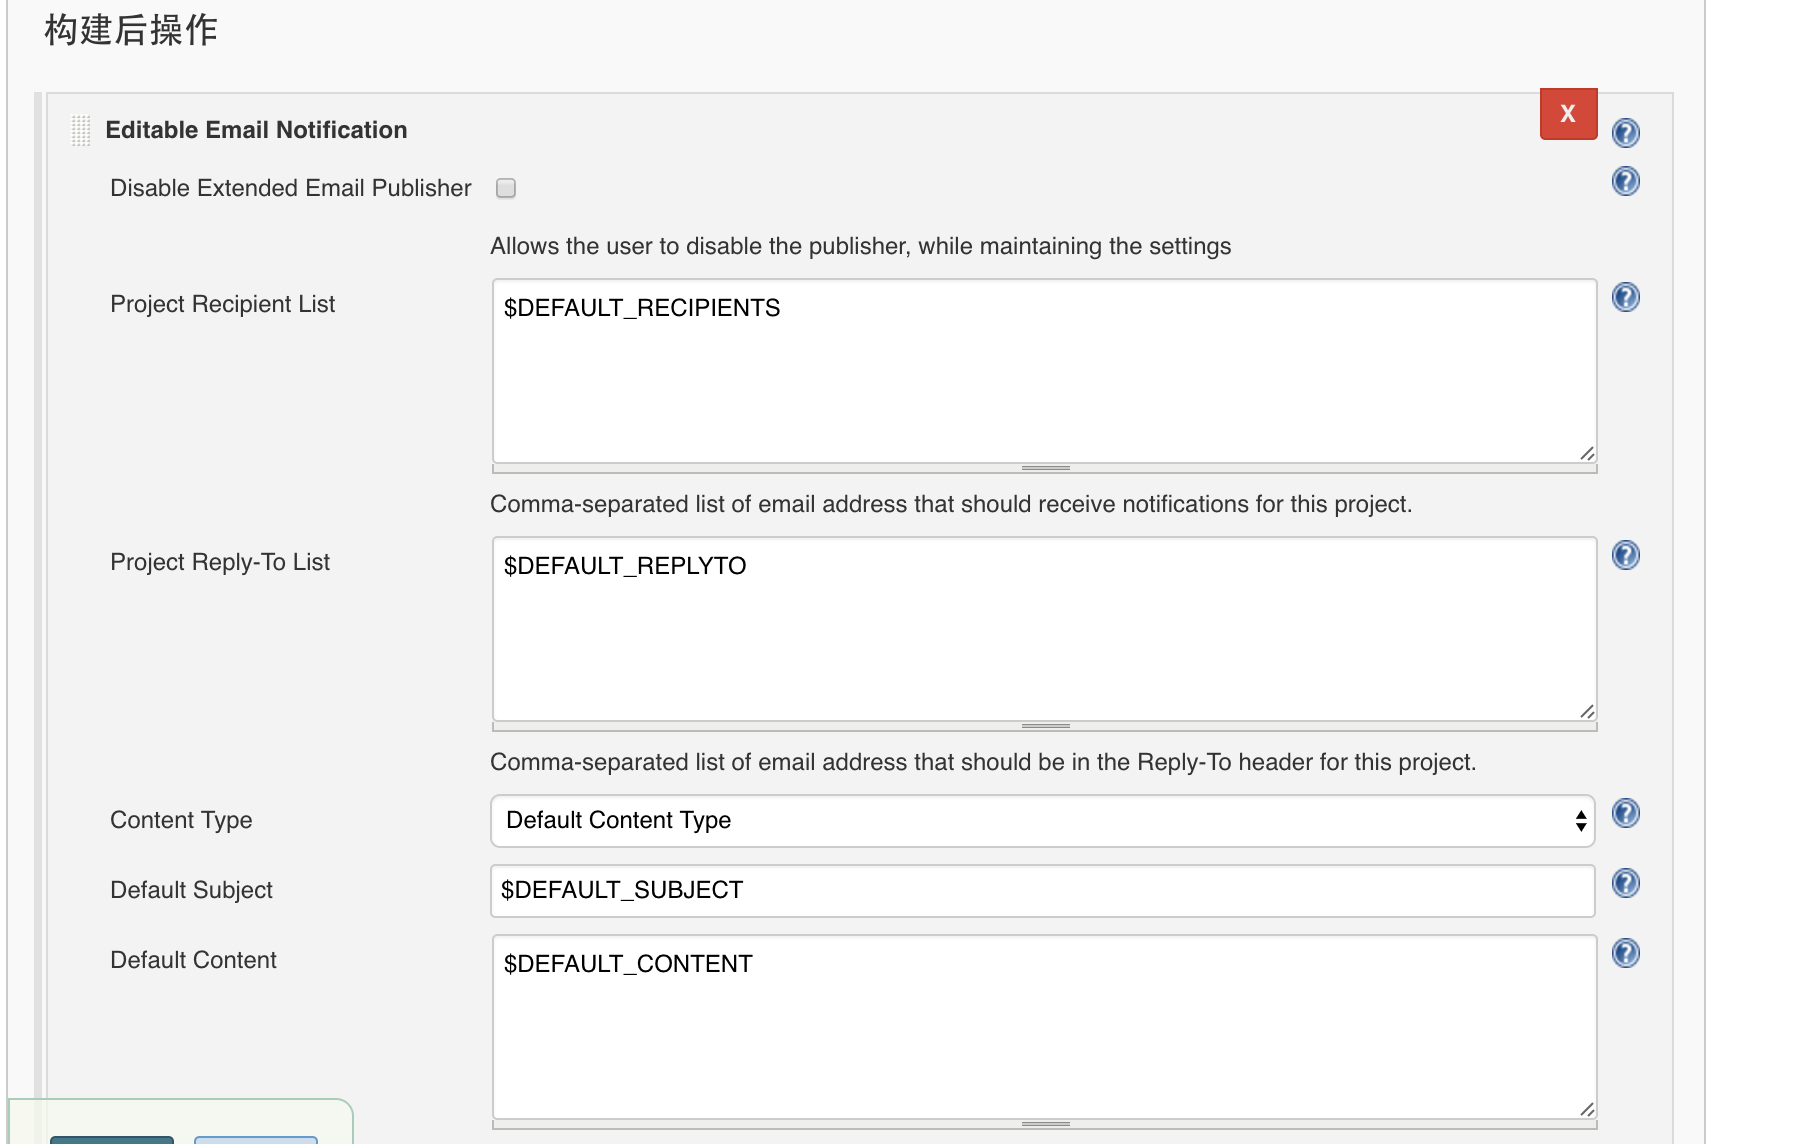 构建后操作
X
Editable Email Notification
Disable Extended Email Publisher
Allows the user to disable the publisher, while maintaining the settings
Project Recipient List
$DEFAULT_RECIPIENTS
Comma-separated list of email address that should receive notifications for this project.
Project Reply-To List
$DEFAULT_REPLYTO
Comma-separated list of email address that should be in the Reply-To header for this project.
Content Type
Default Content Type
Default Subject
$DEFAULT_SUBJECT
Default Content
$DEFAULT_CONTENT